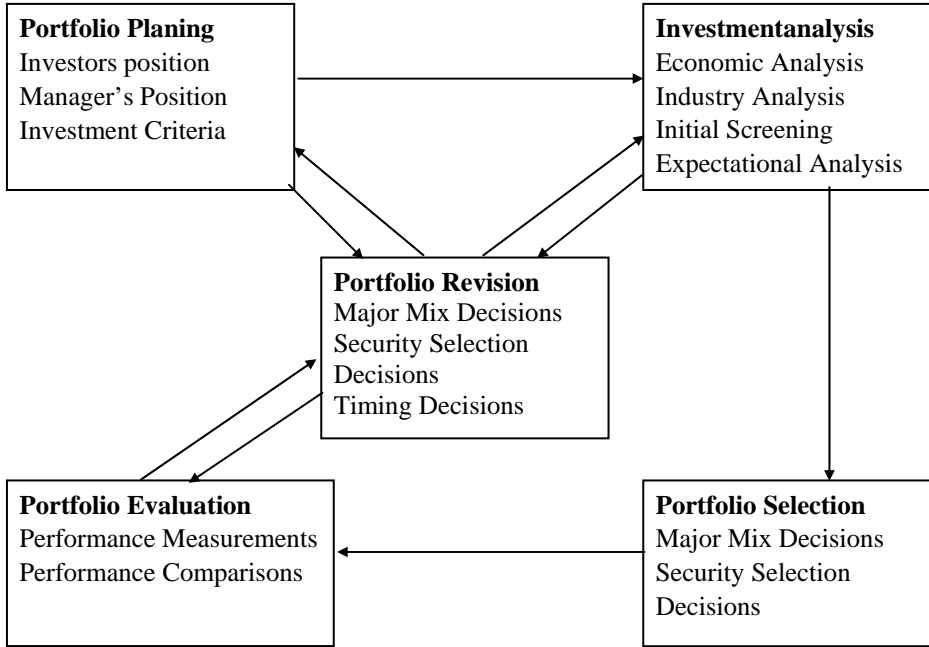 Portfolio Planing
Investors position
Manager's Position
Investment Criteria
Investmentanalysis
Economic Analysis
Industry Analysis
Initial Screening
Expectational Analysis
Portfolio Revision
Major Mix Decisions
Security Selection
Decisions
Timing Decisions
Portfolio Evaluation
Performance Measurements
Performance Comparisons
Portfolio Selection
Major Mix Decisions
Security Selection
Decisions